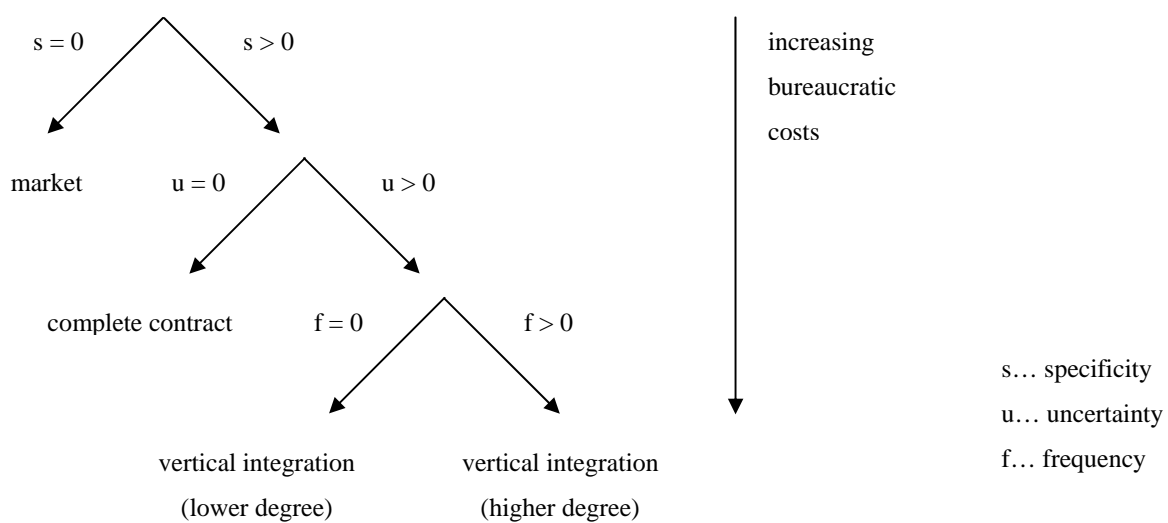 s = 0
s > 0
increasing
bureaucratic
costs
market
u = 0
u > 0
complete contract
f = 0
f > 0
s… specificity
u… uncertainty
f… frequency
vertical integration
(lower degree)
vertical integration
(higher degree)